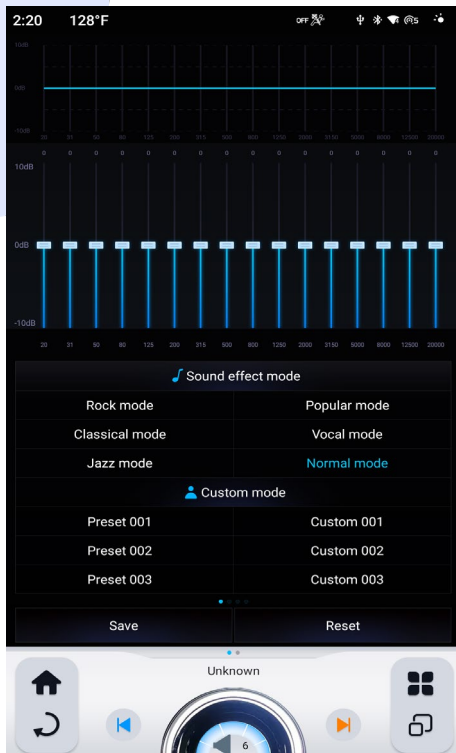 2:20 128°F OFF 5
10dB
0dB
-10dB
20 31 50 80 125 200 315 500 800 1250 2000 3150 5000 8000 12500 20000
0 0 0 0 0 0 0 0 0 0 0 0 0 0 0 0
10dB
0dB
-10dB
20 31 50 80 125 200 315 500 800 1250 2000 3150 5000 8000 12500 20000
Sound effect mode
Rock mode Popular mode
Classical mode Vocal mode
Jazz mode Normal mode
Custom mode
Preset 001 Custom 001
Preset 002 Custom 002
Preset 003 Custom 003
Save Reset
Unknown
6